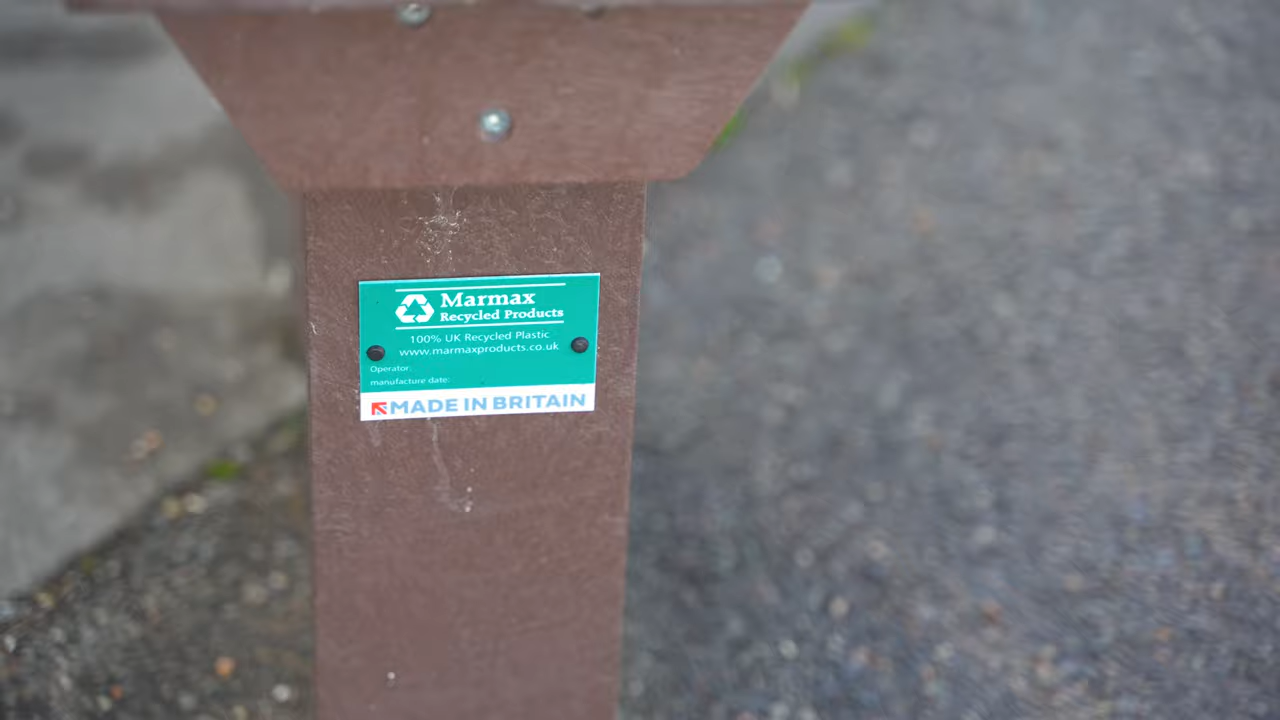 Marmax
Recycled Products
100% UK Recycled Plastic
www.marmaxproducts.co.uk
Operator:
manufacture date:
MADE IN BRITAIN